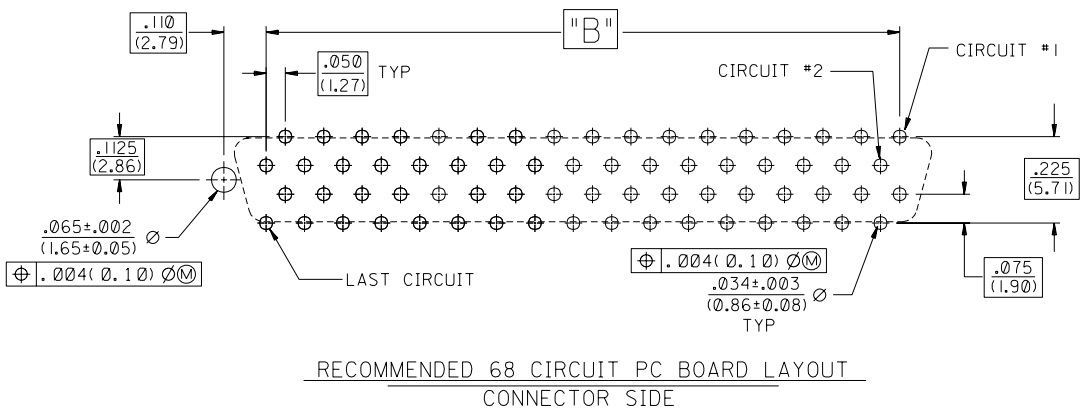 .110
(2.79)
"B"
.050
(1.27)
TYP
CIRCUIT #2
CIRCUIT #1
.1125
(2.86)
.225
(5.71)
.065±.002
(1.65±0.05) Ø
⌖ .004(0.10) Ø Ⓜ
LAST CIRCUIT
⌖ .004(0.10) Ø Ⓜ
.034±.003
(0.86±0.08) Ø
TYP
.075
(1.90)
RECOMMENDED 68 CIRCUIT PC BOARD LAYOUT
CONNECTOR SIDE